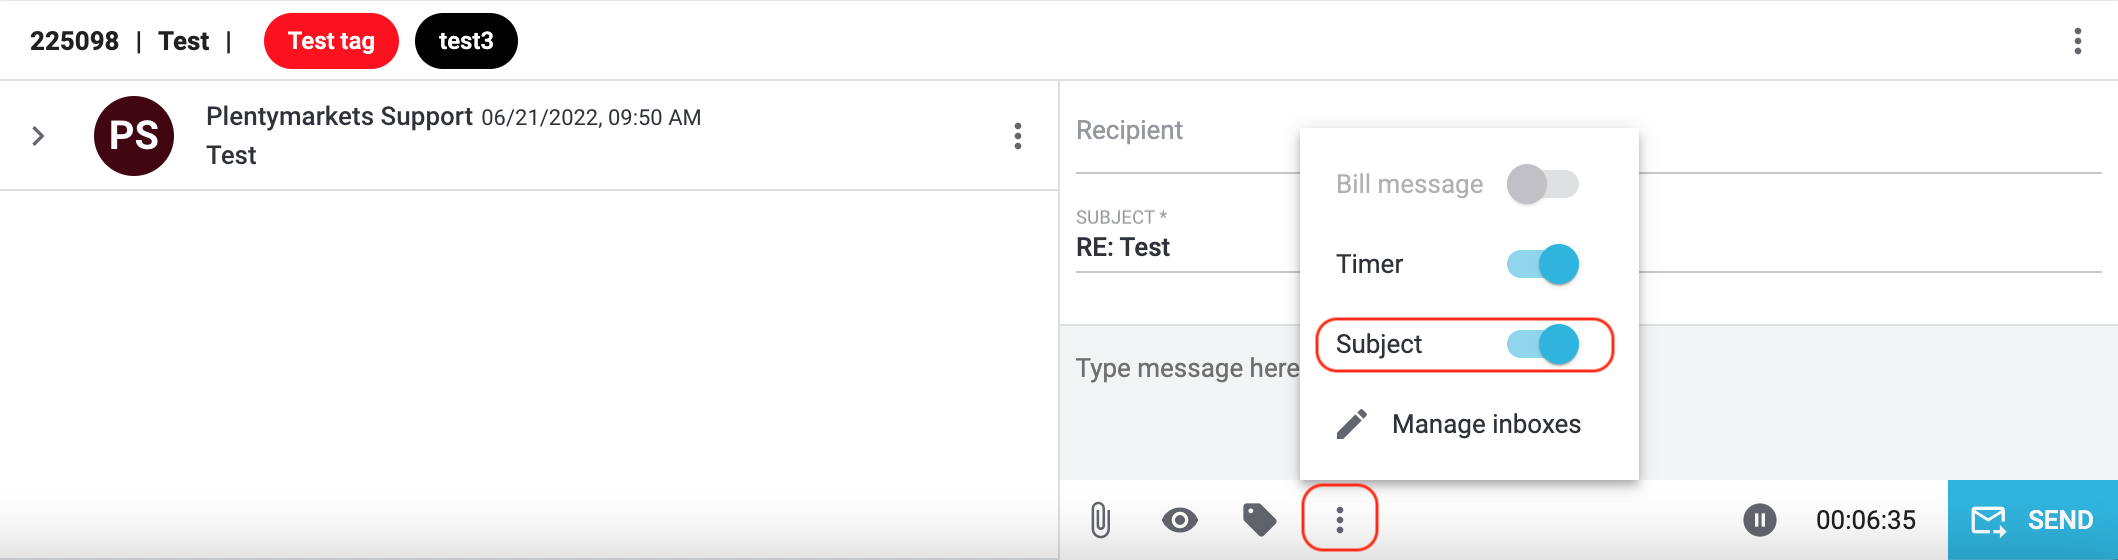 225098 | Test | Test tag test3
PS
Plentymarkets Support 06/21/2022, 09:50 AM
Test
Recipient
SUBJECT *
RE: Test
Type message here
Bill message
Timer
Subject
Manage inboxes
00:06:35
SEND